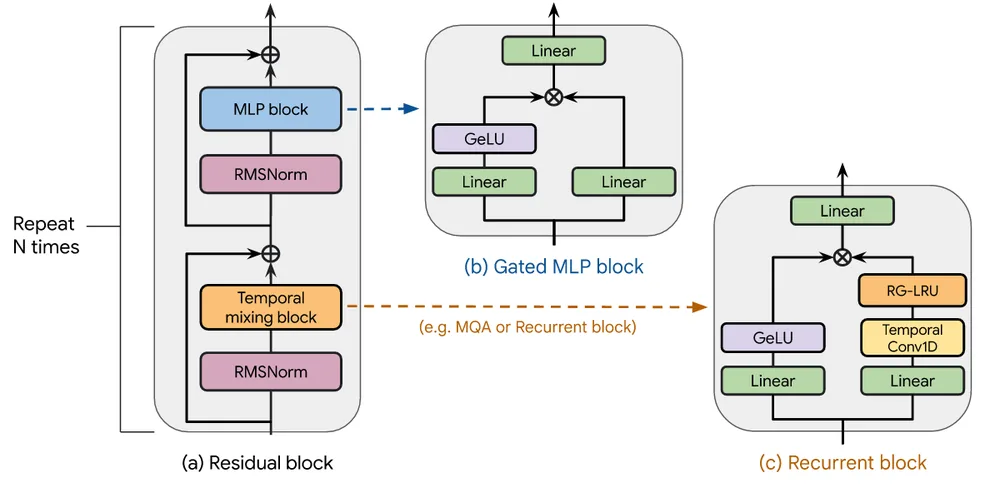 Repeat
N times
MLP block
RMSNorm
Temporal
mixing block
RMSNorm
(a) Residual block
Linear
GeLU
Linear
Linear
(b) Gated MLP block
(e.g. MQA or Recurrent block)
Linear
RG-LRU
GeLU
Temporal
Conv1D
Linear
Linear
(c) Recurrent block